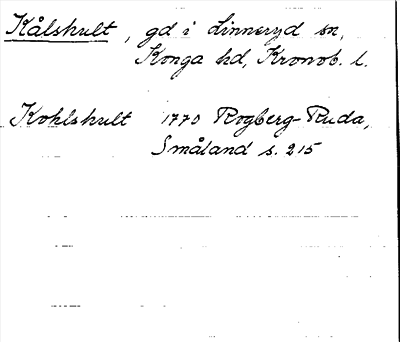 Kålshult, gd i Linneryd sn,
Konga hd, Kronob. l.
Kohlshult 1770 Rogberg-Ruda,
Småland s. 215